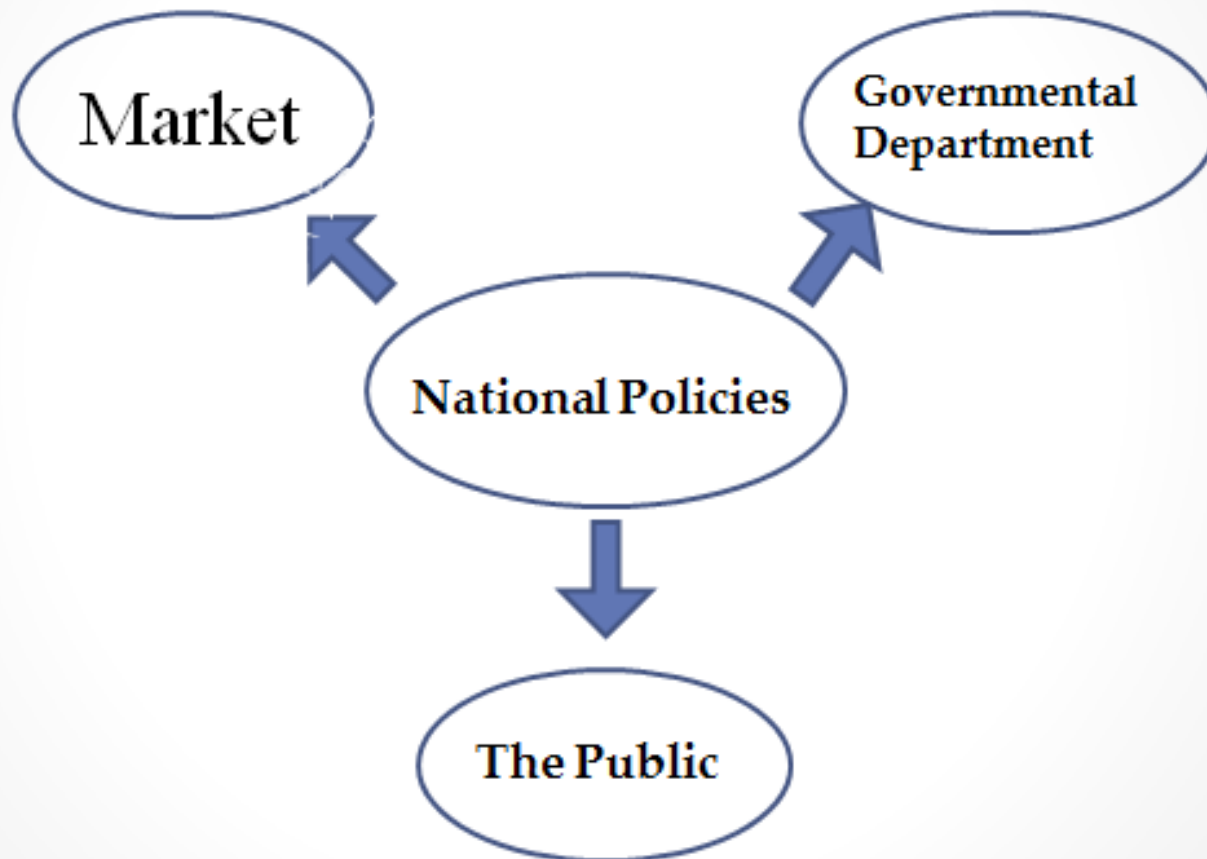 Market
Governmental
Department
National Policies
The Public